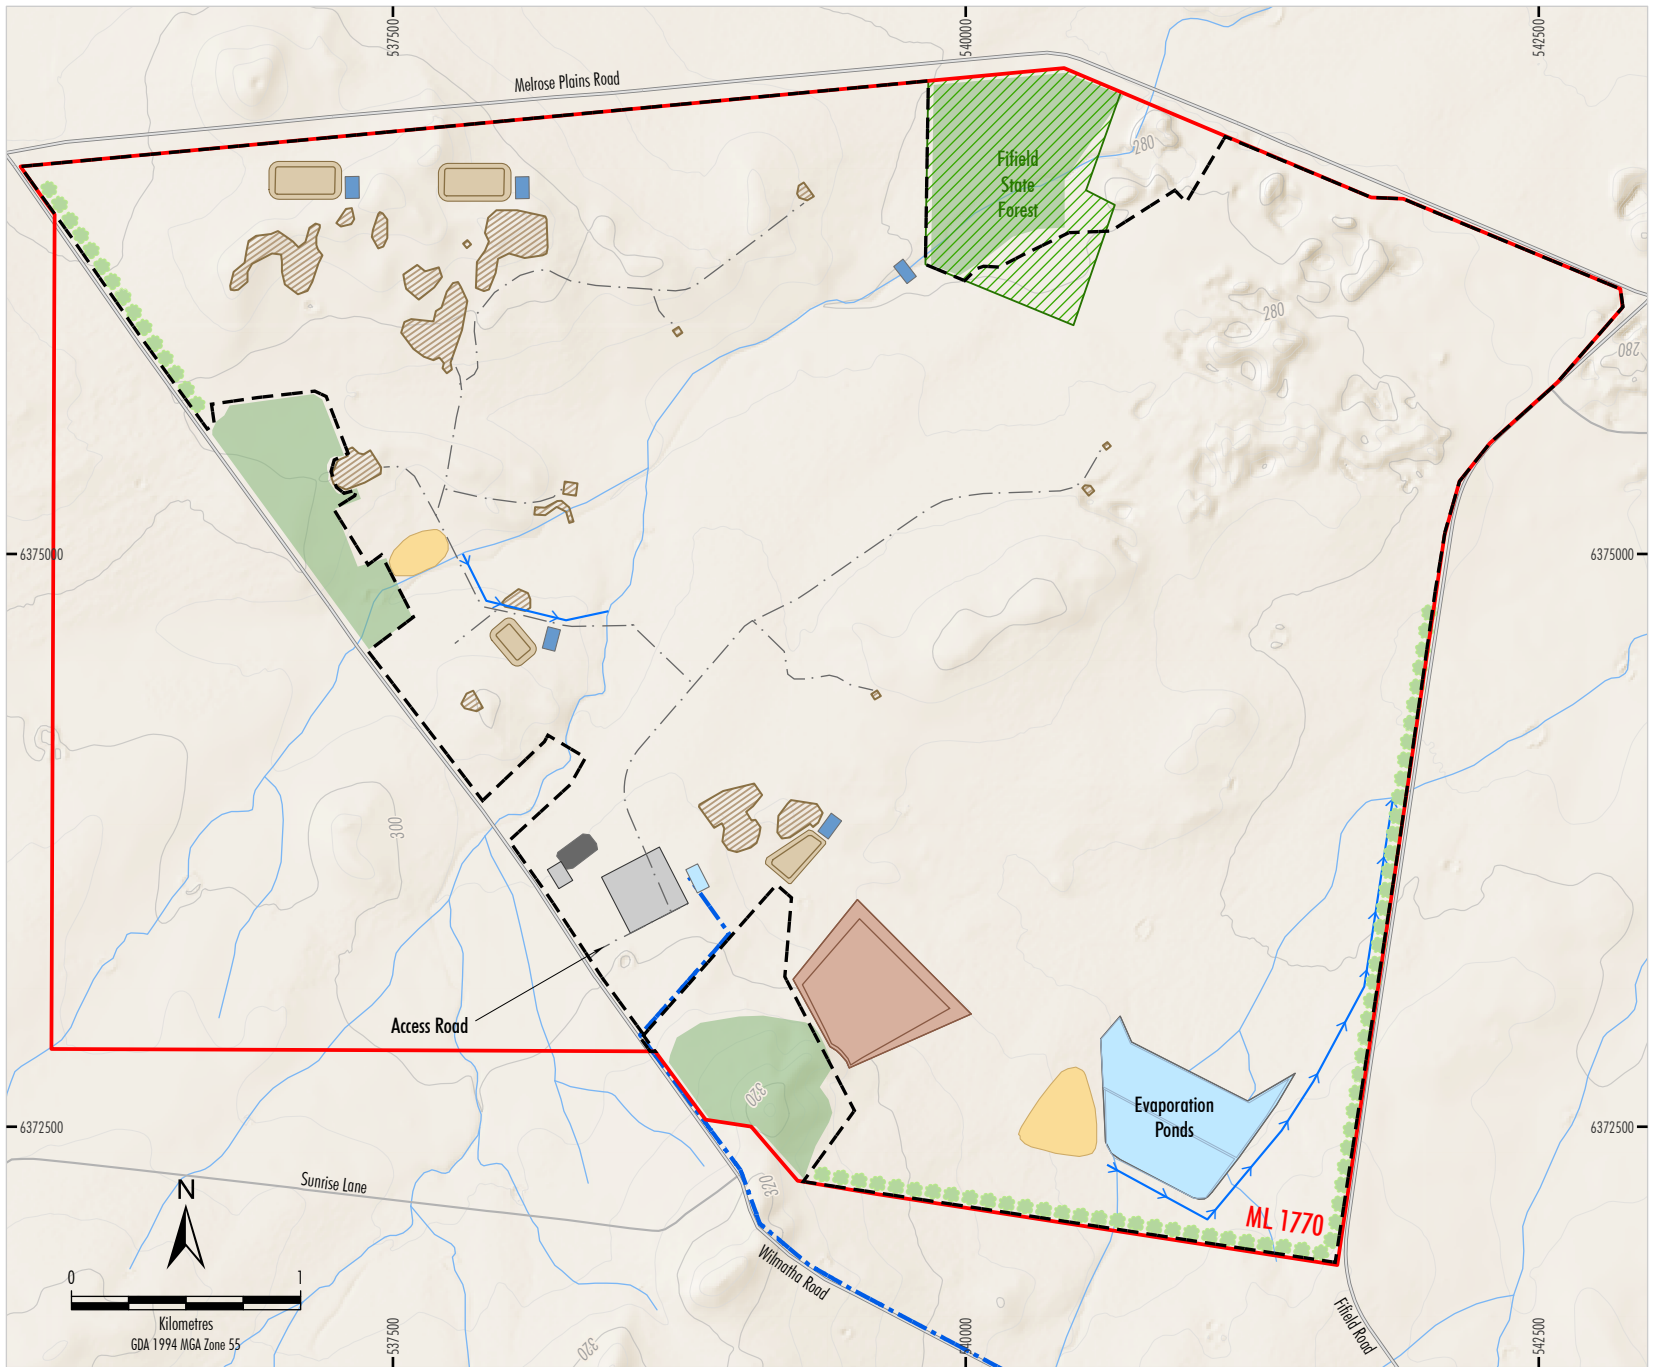 537500
540000
542500
Melrose Plains Road
280
Fifield
State
Forest
280
280
6375000
6375000
300
Access Road
320
Evaporation
Ponds
6372500
6372500
Sunrise Lane
320
ML 1770
N
Wilmatha Road
0 1
Kilometres
GDA 1994 MGA Zone 55
Fifield Road
320
537500
540000
542500